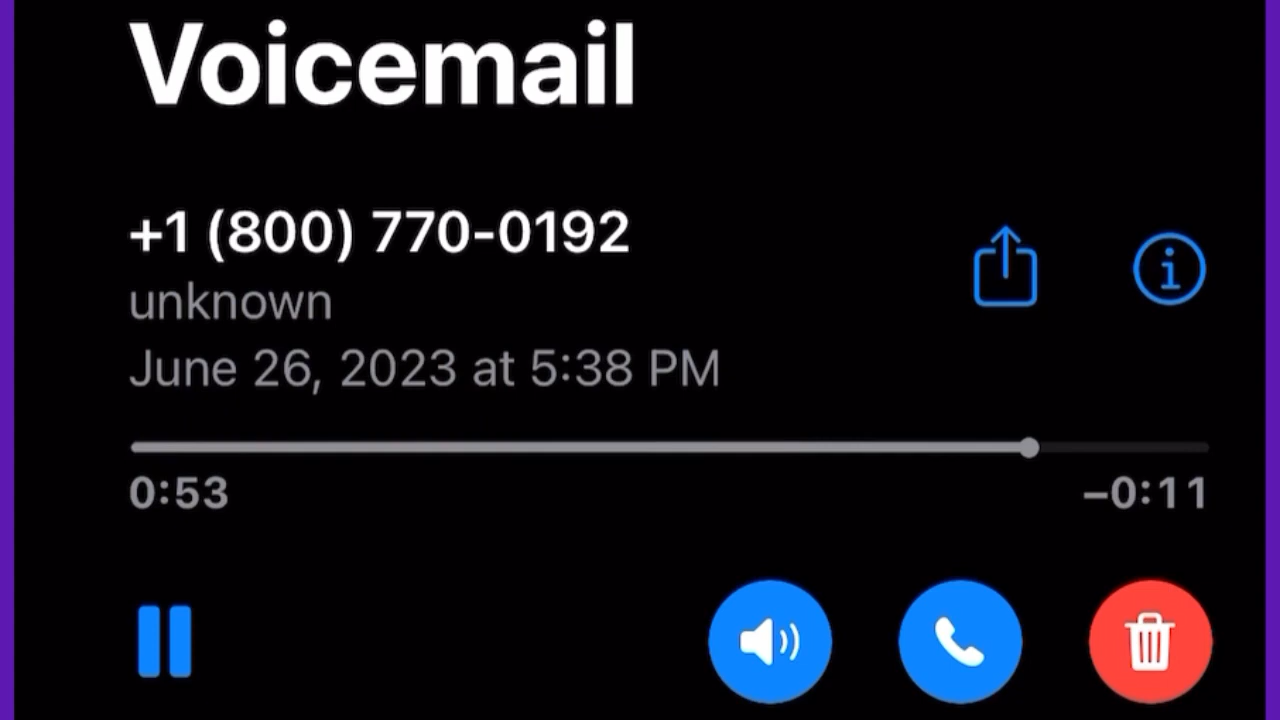 Voicemail
+1 (800) 770-0192
unknown
June 26, 2023 at 5:38 PM
0:53 –0:11